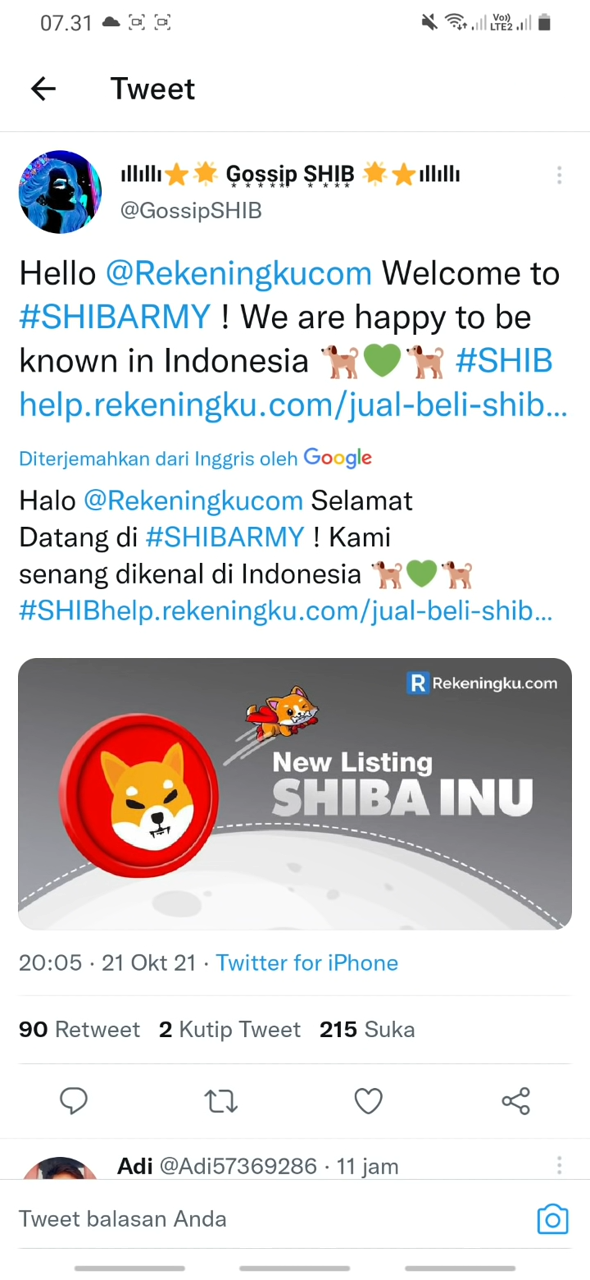 07.31
Vo))
LTE2
Tweet
Gossip SHIB
@GossipSHIB
Hello @Rekeningkucom Welcome to
#SHIBARMY ! We are happy to be
known in Indonesia 🐕💚🐕 #SHIB
help.rekeningku.com/jual-beli-shib...
Diterjemahkan dari Inggris oleh Google
Halo @Rekeningkucom Selamat
Datang di #SHIBARMY ! Kami
senang dikenal di Indonesia 🐕💚🐕
#SHIBhelp.rekeningku.com/jual-beli-shib...
R Rekeningku.com
New Listing
SHIBA INU
20:05 · 21 Okt 21 · Twitter for iPhone
90 Retweet 2 Kutip Tweet 215 Suka
Adi @Adi57369286 · 11 jam
Tweet balasan Anda